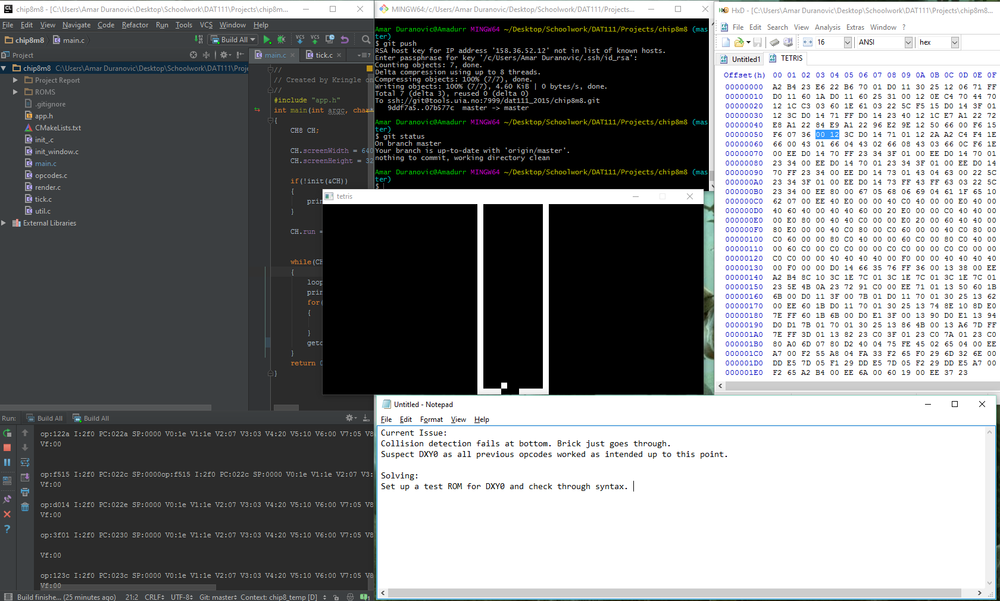 chip8m8 - [C:\Users\Amar Duranovic\Desktop\Schoolwork\DAT111\Projects\chip8m...
File Edit View Navigate Code Refactor Run Tools VCS Window Help
chip8m8 main.c Build All
Project
chip8m8 C:\Users\Amar Duranovic\Desktop\Schoolwork\DAT111\Proje
Project Report
ROMS
.gitignore
app.h
CMakeLists.txt
init_.c
init_window.c
main.c
opcodes.c
render.c
tick.c
util.c
External Libraries
main.c tick.c
//
// Created by Kringle on
//
#include "app.h"
int main(int argc, char
{
CH8 CH;
CH.screenWidth = 640
CH.screenHeight = 32
if(!init(&CH))
{
prin
}
CH.run =
while(CH
{
loop
prin
for(
{
}
getc
}
return 0
}
MINGW64:/c/Users/Amar Duranovic/Desktop/Schoolwork/DAT111/Projects...
Amar Duranovic@Amadurr MINGW64 ~/Desktop/Schoolwork/DAT111/Projects/chip8m8 (mas
ter)
$ git push
RSA host key for IP address '158.36.52.12' not in list of known hosts.
Enter passphrase for key '/c/Users/Amar Duranovic/.ssh/id_rsa':
Counting objects: 7, done.
Delta compression using up to 8 threads.
Compressing objects: 100% (7/7), done.
Writing objects: 100% (7/7), 4.60 KiB | 0 bytes/s, done.
Total 7 (delta 3), reused 0 (delta 0)
To ssh://git@tools.uia.no:7999/dat111_2015/chip8m8.git
9ddf7a5..07b577c master -> master
Amar Duranovic@Amadurr MINGW64 ~/Desktop/Schoolwork/DAT111/Projects/chip8m8 (mas
ter)
$ git status
On branch master
Your branch is up-to-date with 'origin/master'.
nothing to commit, working directory clean
Amar Duranovic@Amadurr MINGW64 ~/Desktop/Schoolwork/DAT111/Projects/chip8m8 (mas
ter)
$
tetris
HxD - [C:\Users\Amar Duranovic\Desktop\Schoolwork\DAT111\Projects\chip8m8...
File Edit Search View Analysis Extras Window ?
16 ANSI hex
Untitled1 TETRIS
Offset(h) 00 01 02 03 04 05 06 07 08 09 0A 0B 0C 0D 0E 0F
00000000 A2 B4 23 E6 22 B6 70 01 D0 11 30 25 12 06 71 FF
00000010 D0 11 60 1A D0 11 60 25 31 00 12 0E C4 70 44 70
00000020 12 1C C3 03 60 1E 61 03 22 5C F5 15 D0 14 3F 01
00000030 12 3C D0 14 71 FF D0 14 23 40 12 1C E7 A1 22 72
00000040 E8 A1 22 84 E9 A1 22 96 E2 9E 12 50 66 00 F6 15
00000050 F6 07 36 00 12 3C D0 14 71 01 12 2A A2 C4 F4 1E
00000060 66 00 43 01 66 04 43 02 66 08 43 03 66 0C F6 1E
00000070 00 EE D0 14 70 FF 23 34 3F 01 00 EE D0 14 70 01
00000080 23 34 00 EE D0 14 70 01 23 34 3F 01 00 EE D0 14
00000090 70 FF 23 34 00 EE D0 14 73 01 43 04 63 00 22 5C
000000A0 23 34 3F 01 00 EE D0 14 73 FF 43 FF 63 03 22 5C
000000B0 23 34 00 EE 80 00 67 05 68 06 69 04 61 1F 65 10
000000C0 62 07 00 EE 40 E0 00 00 40 C0 40 00 00 E0 40 00
000000D0 40 60 40 00 40 40 60 00 20 E0 00 00 C0 40 40 00
000000E0 00 E0 80 00 40 40 C0 00 00 E0 20 00 60 40 40 00
000000F0 80 E0 00 00 40 C0 80 00 C0 60 00 00 40 C0 80 00
00000100 C0 60 00 00 80 C0 40 00 00 60 C0 00 80 C0 40 00
00000110 00 60 C0 00 C0 C0 00 00 C0 C0 00 00 C0 C0 00 00
00000120 C0 C0 00 00 40 40 40 40 00 F0 00 00 40 40 40 40
00000130 00 F0 00 00 D0 14 66 35 76 FF 36 00 13 38 00 EE
00000140 A2 B4 8C 10 3C 1E 7C 01 3C 1E 7C 01 3C 1E 7C 01
00000150 23 5E 4B 0A 23 72 91 C0 00 EE 71 01 13 50 60 1B
00000160 6B 00 D0 11 3F 00 7B 01 D0 11 70 01 30 25 13 62
00000170 00 EE 60 1B D0 11 70 01 30 25 13 74 8E 10 8D E0
00000180 7E FF 60 1B 6B 00 D0 E1 3F 00 13 90 D0 E1 13 94
00000190 D0 D1 7B 01 70 01 30 25 13 86 4B 00 13 A6 7D FF
000001A0 7E FF 3D 01 13 82 23 C0 3F 01 23 C0 7A 01 23 C0
000001B0 80 A0 6D 07 80 D2 40 04 75 FE 45 02 65 04 00 EE
000001C0 A7 00 F2 55 A8 04 FA 33 F2 65 F0 29 6D 32 6E 00
000001D0 DD E5 7D 05 F1 29 DD E5 7D 05 F2 29 DD E5 A7 00
000001E0 F2 65 A2 B4 00 EE 6A 00 60 19 00 EE 37 23
Untitled - Notepad
File Edit Format View Help
Current Issue:
Collision detection fails at bottom. Brick just goes through.
Suspect DXY0 as all previous opcodes worked as intended up to this point.
Solving:
Set up a test ROM for DXY0 and check through syntax.
Run: Build All Build All
op:122a I:2f0 PC:022a SP:0000 V0:1e V1:1e V2:07 V3:03 V4:20 V5:10 V6:00 V7:05 V8
Vf:00
op:f515 I:2f0 PC:022c SP:0000op:f515 I:2f0 PC:022c SP:0000 V0:1e V1:1e V2:07 V3:
Vf:00
op:d014 I:2f0 PC:022e SP:0000 V0:1e V1:1e V2:07 V3:03 V4:20 V5:10 V6:00 V7:05 V8
Vf:00
op:3f01 I:2f0 PC:0230 SP:0000 V0:1e V1:1e V2:07 V3:03 V4:20 V5:10 V6:00 V7:05 V8
Vf:00
op:123c I:2f0 PC:023c SP:0000 V0:1e V1:1e V2:07 V3:03 V4:20 V5:10 V6:00 V7:05 V8
Vf:00
Build finishe... (25 minutes ago) 21:2 CRLF UTF-8 Git: master Context: chip8_temp [D]